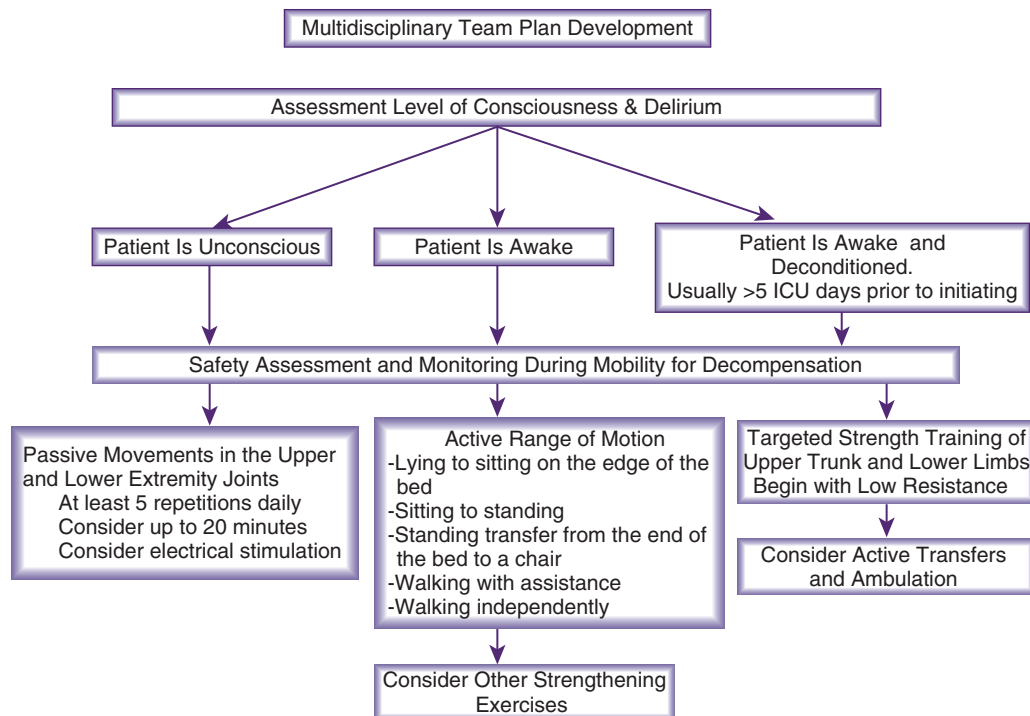 Multidisciplinary Team Plan Development
Assessment Level of Consciousness & Delirium
Patient Is Unconscious
Patient Is Awake
Patient Is Awake and
Deconditioned.
Usually >5 ICU days prior to initiating
Safety Assessment and Monitoring During Mobility for Decompensation
Passive Movements in the Upper
and Lower Extremity Joints
At least 5 repetitions daily
Consider up to 20 minutes
Consider electrical stimulation
Active Range of Motion
-Lying to sitting on the edge of the
bed
-Sitting to standing
-Standing transfer from the end of
the bed to a chair
-Walking with assistance
-Walking independently
Consider Other Strengthening
Exercises
Targeted Strength Training of
Upper Trunk and Lower Limbs
Begin with Low Resistance
Consider Active Transfers
and Ambulation